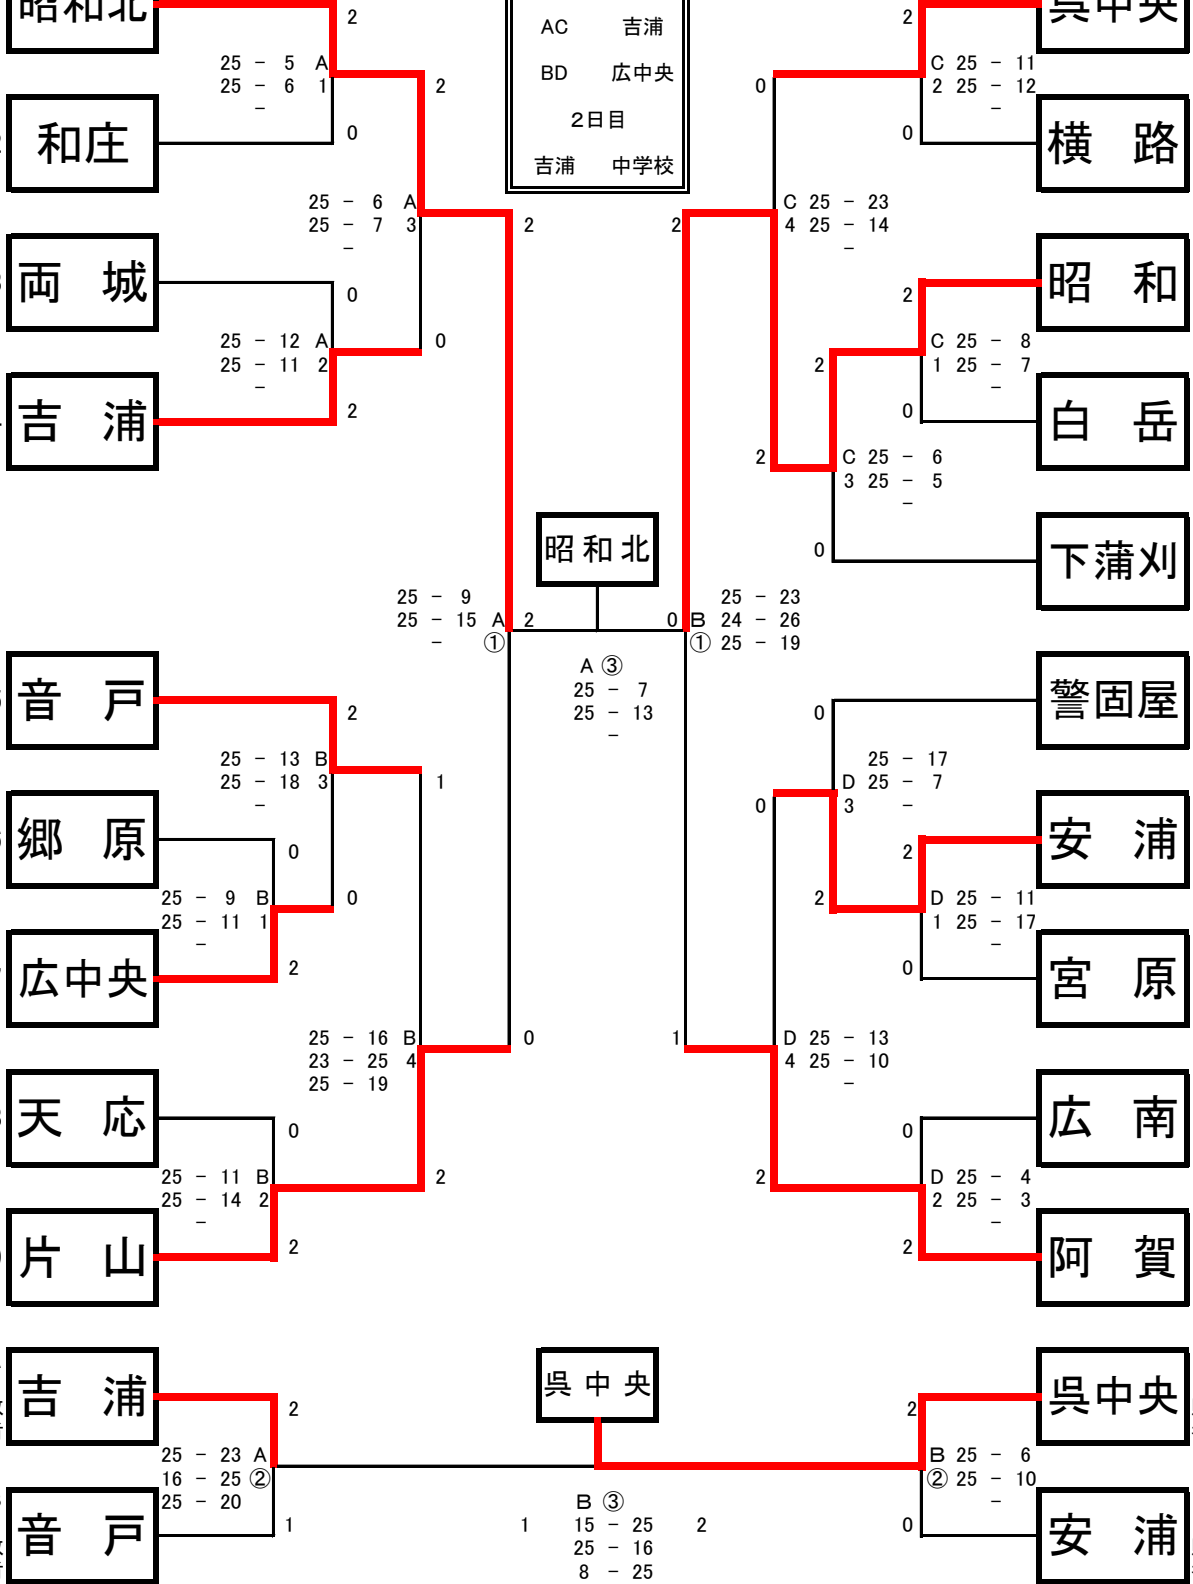 昭和北
AC 吉浦
BD 広中央
2日目
吉浦 中学校
呉中央
2
25 - 5 A
25 - 6 1
-
2
0
和庄
25 - 6 A
25 - 7 3
-
2
両 城
0
25 - 12 A
25 - 11 2
-
0
吉 浦
2
2
C 25 - 11
2 25 - 12
-
0
0
横 路
C 25 - 23
4 25 - 14
-
2
昭 和
2
C 25 - 8
1 25 - 7
-
2
0
白 岳
2
C 25 - 6
3 25 - 5
-
0
下蒲刈
昭和北
25 - 9
25 - 15 A
- ①
2
0
A ③
25 - 7
25 - 13
-
25 - 23
B 24 - 26
① 25 - 19
音 戸
2
25 - 13 B
25 - 18 3
-
1
郷 原
0
25 - 9 B
25 - 11 1
-
0
広中央
2
25 - 16 B
23 - 25 4
25 - 19
0
天 応
0
25 - 11 B
25 - 14 2
-
2
片 山
2
警固屋
0
25 - 17
D 25 - 7
3 -
0
安 浦
2
2
D 25 - 11
1 25 - 17
-
0
宮 原
1
D 25 - 13
4 25 - 10
-
広 南
0
D 25 - 4
2 25 - 3
-
2
2
阿 賀
吉 浦
2
25 - 23 A
16 - 25 ②
25 - 20
音 戸
1
呉中央
B ③
1 15 - 25 2
25 - 16
8 - 25
呉中央
2
B 25 - 6
② 25 - 10
-
0
安 浦